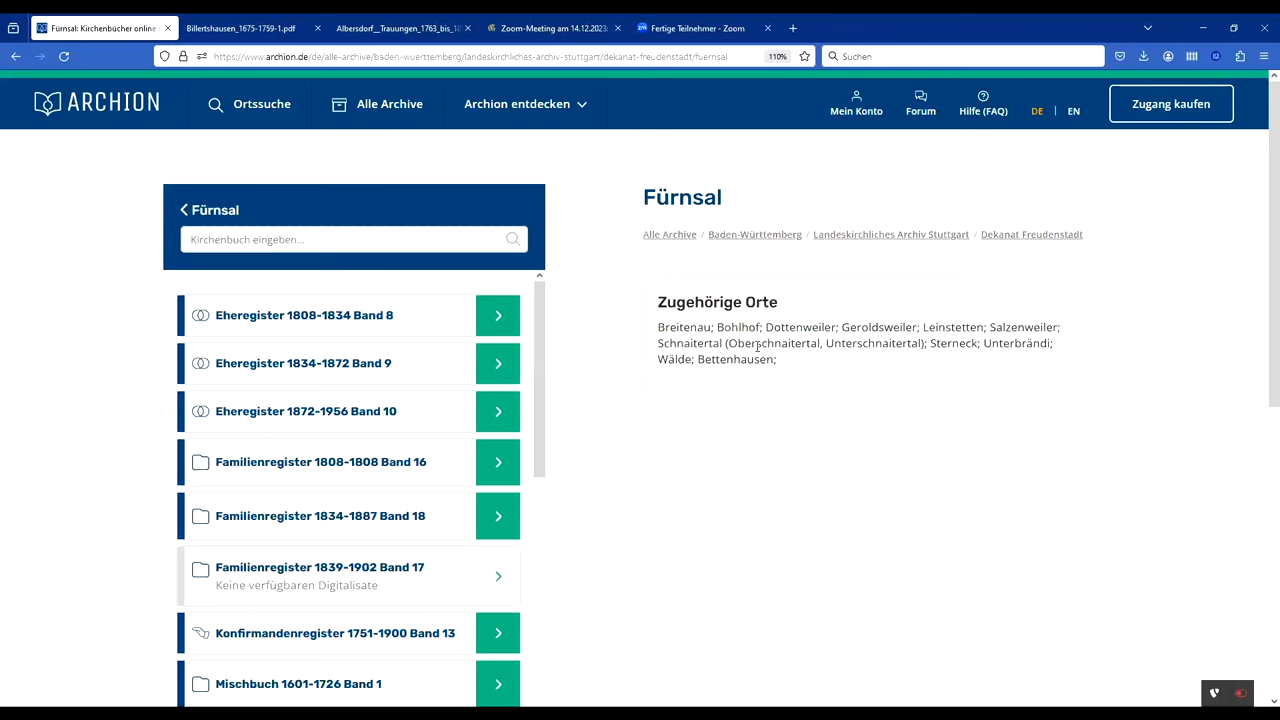 Fürnsal: Kirchenbücher online
Billertshausen_1675-1759-1.pdf
Albersdorf__Trauungen_1763_bis_18
Zoom-Meeting am 14.12.2023:
Fertige Teilnehmer - Zoom
https://www.archion.de/de/alle-archive/baden-wuerttemberg/landeskirchliches-archiv-stuttgart/dekanat-freudenstadt/fuernsal
110%
Suchen
ARCHION
Ortssuche
Alle Archive
Archion entdecken
Mein Konto
Forum
Hilfe (FAQ)
DE | EN
Zugang kaufen
Fürnsal
Kirchenbuch eingeben...
Eheregister 1808-1834 Band 8
Eheregister 1834-1872 Band 9
Eheregister 1872-1956 Band 10
Familienregister 1808-1808 Band 16
Familienregister 1834-1887 Band 18
Familienregister 1839-1902 Band 17
Keine verfügbaren Digitalisate
Konfirmandenregister 1751-1900 Band 13
Mischbuch 1601-1726 Band 1
Fürnsal
Alle Archive / Baden-Württemberg / Landeskirchliches Archiv Stuttgart / Dekanat Freudenstadt
Zugehörige Orte
Breitenau; Bohlhof; Dottenweiler; Geroldsweiler; Leinstetten; Salzenweiler;
Schnaitertal (Oberschnaitertal, Unterschnaitertal); Sterneck; Unterbrändi;
Wälde; Bettenhausen;